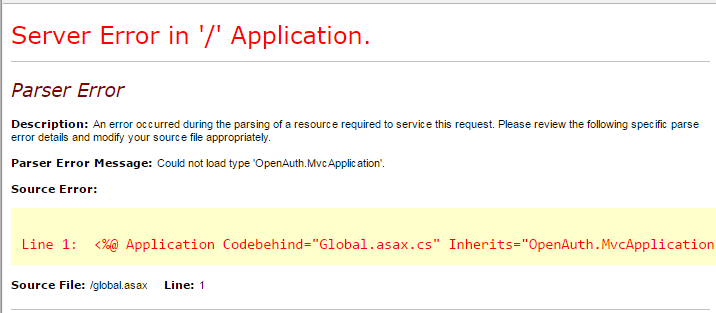 Server Error in '/' Application.
Parser Error
Description: An error occurred during the parsing of a resource required to service this request. Please review the following specific parse
error details and modify your source file appropriately.
Parser Error Message: Could not load type 'OpenAuth.MvcApplication'.
Source Error:
Line 1: <%@ Application Codebehind="Global.asax.cs" Inherits="OpenAuth.MvcApplication
Source File: /global.asax Line: 1